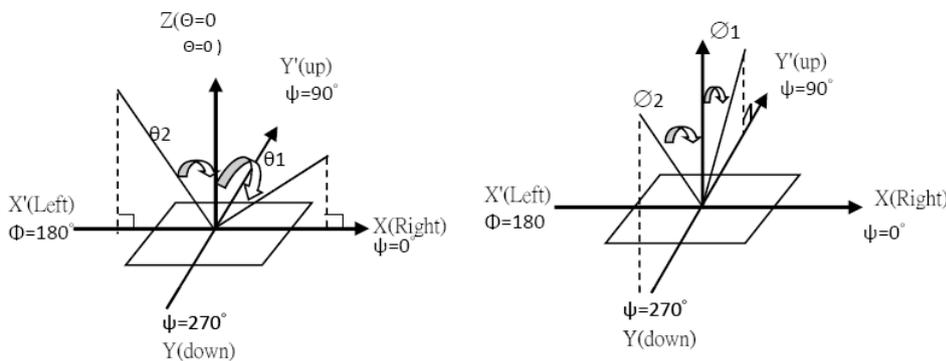 Z(Θ=0
Θ=0 )
Y'(up)
ψ=90°
θ2
θ1
X'(Left)
Φ=180°
X(Right)
ψ=0°
ψ=270°
Y(down)
∅1
Y'(up)
ψ=90°
∅2
X'(Left)
Φ=180
X(Right)
ψ=0°
ψ=270°
Y(down)